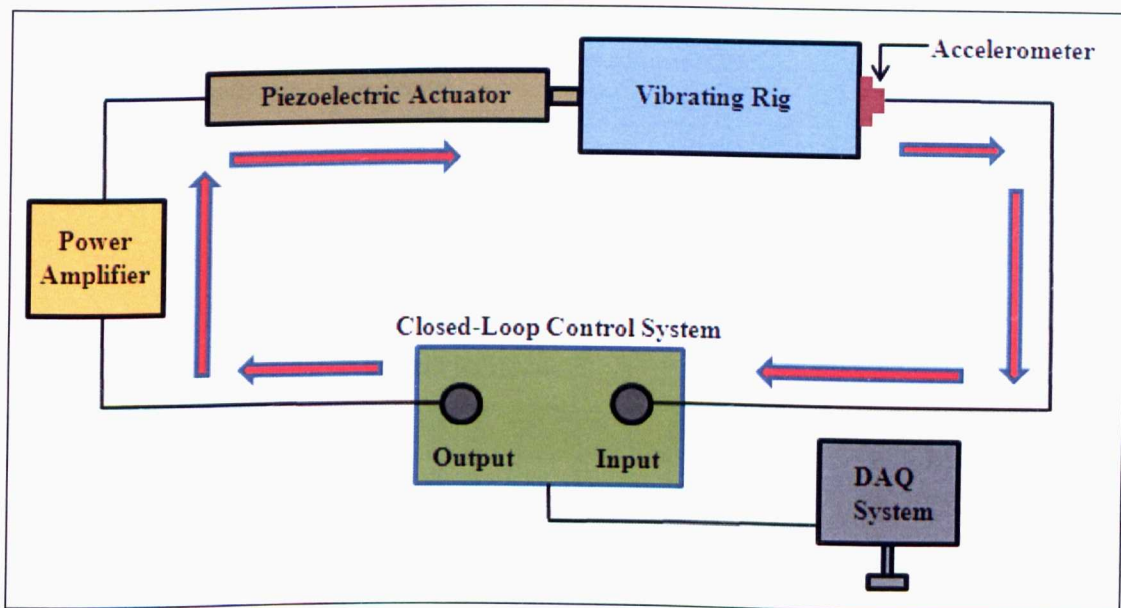 Accelerometer
Piezoelectric Actuator
Vibrating Rig
Power
Amplifier
Closed-Loop Control System
Output
Input
DAQ
System